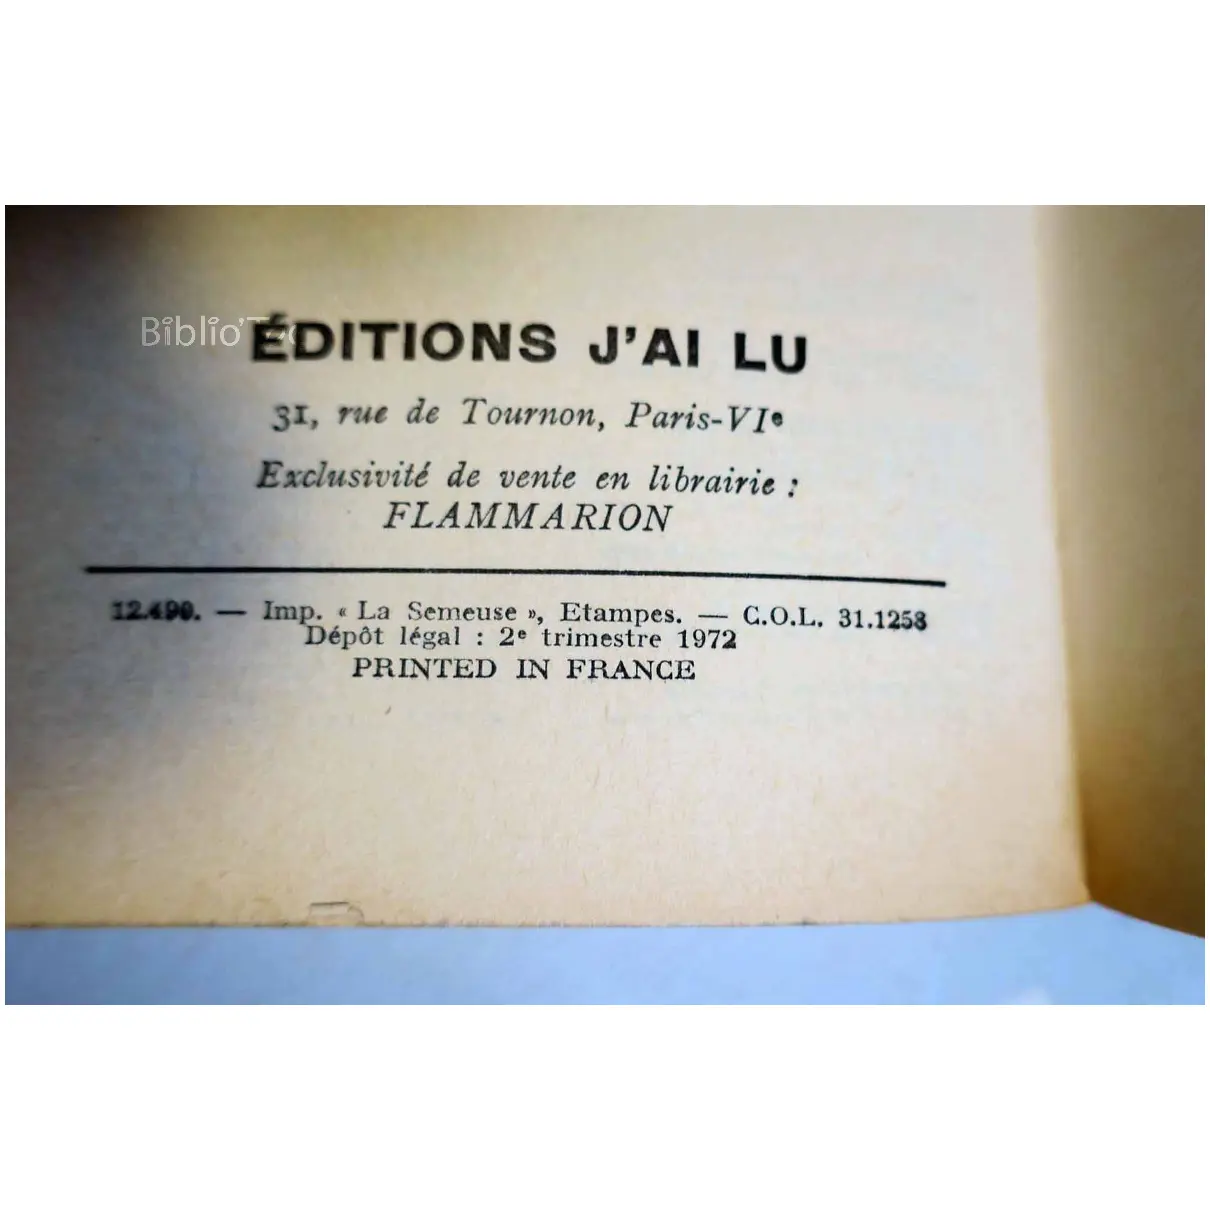 Biblio'T
ÉDITIONS J'AI LU
31, rue de Tournon, Paris-VIe
Exclusivité de vente en librairie :
FLAMMARION
12.490. — Imp. « La Semeuse », Etampes. — C.O.L. 31.1258
Dépôt légal : 2e trimestre 1972
PRINTED IN FRANCE